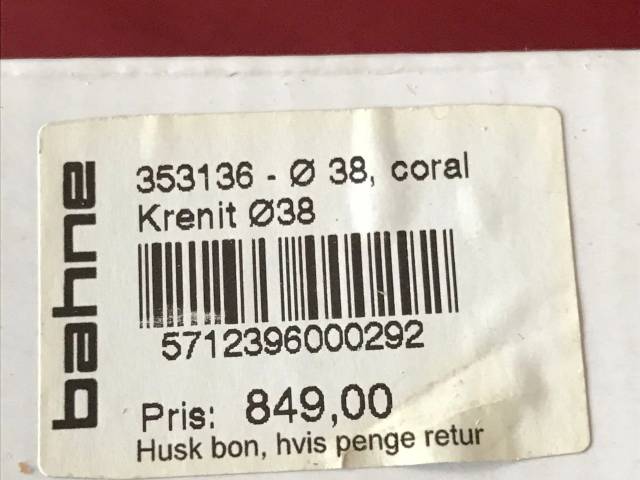 bahne
353136 - Ø 38, coral
Krenit Ø38
5712396000292
Pris: 849,00
Husk bon, hvis penge retur